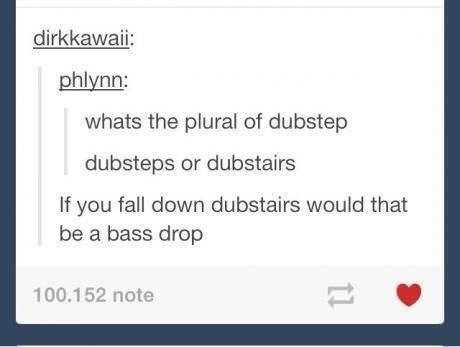 dirkkawaii:
phlynn:
whats the plural of dubstep
dubsteps or dubstairs
If you fall down dubstairs would that
be a bass drop
100.152 note